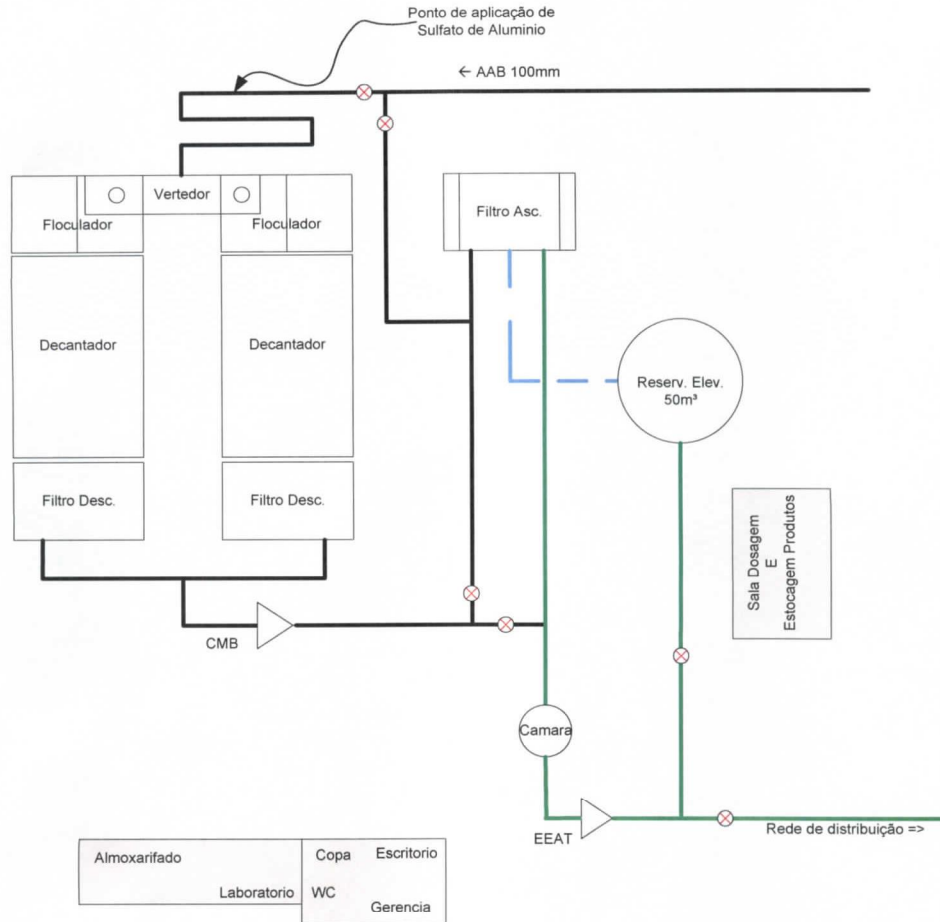 Ponto de aplicação de
Sulfato de Aluminio
← AAB 100mm
Vertedor
Floculador
Floculador
Filtro Asc.
Decantador
Decantador
Reserv. Elev.
50m³
Filtro Desc.
Filtro Desc.
Sala Dosagem
E
Estocagem Produtos
CMB
Camara
EEAT
Rede de distribuição =>
Almoxarifado
Copa Escritorio
Laboratorio
WC
Gerencia